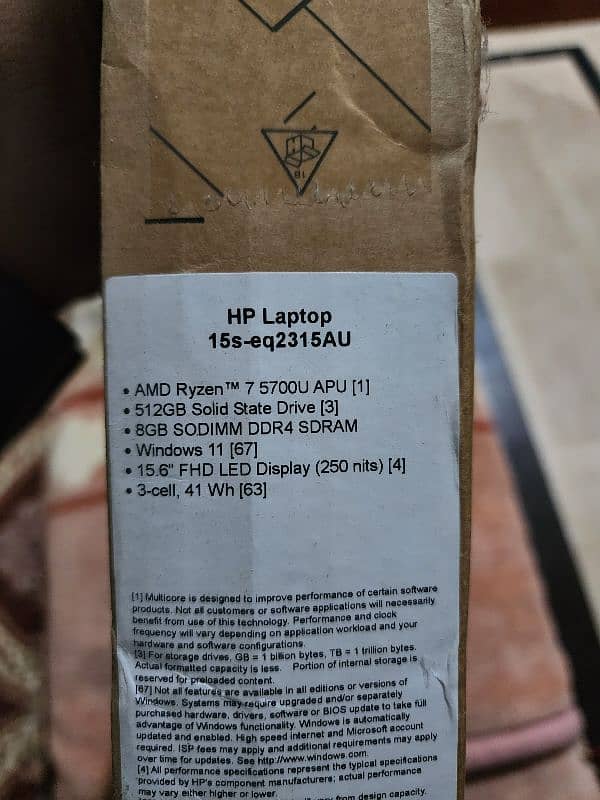 HP Laptop
15s-eq2315AU
• AMD Ryzen™ 7 5700U APU [1]
• 512GB Solid State Drive [3]
• 8GB SODIMM DDR4 SDRAM
• Windows 11 [67]
• 15.6" FHD LED Display (250 nits) [4]
• 3-cell, 41 Wh [63]
[1] Multicore is designed to improve performance of certain software
products. Not all customers or software applications will necessarily
benefit from use of this technology. Performance and clock
frequency will vary depending on application workload and your
hardware and software configurations.
[3] For storage drives, GB = 1 billion bytes, TB = 1 trillion bytes.
Actual formatted capacity is less. Portion of internal storage is
reserved for preloaded content.
[67] Not all features are available in all editions or versions of
Windows. Systems may require upgraded and/or separately
purchased hardware, drivers, software or BIOS update to take full
advantage of Windows functionality. Windows is automatically
updated and enabled. High speed internet and Microsoft account
required. ISP fees may apply and additional requirements may apply
over time for updates. See http://www.windows.com.
[4] All performance specifications represent the typical specifications
provided by HP's component manufacturers; actual performance
may vary either higher or lower.
from design capacity.